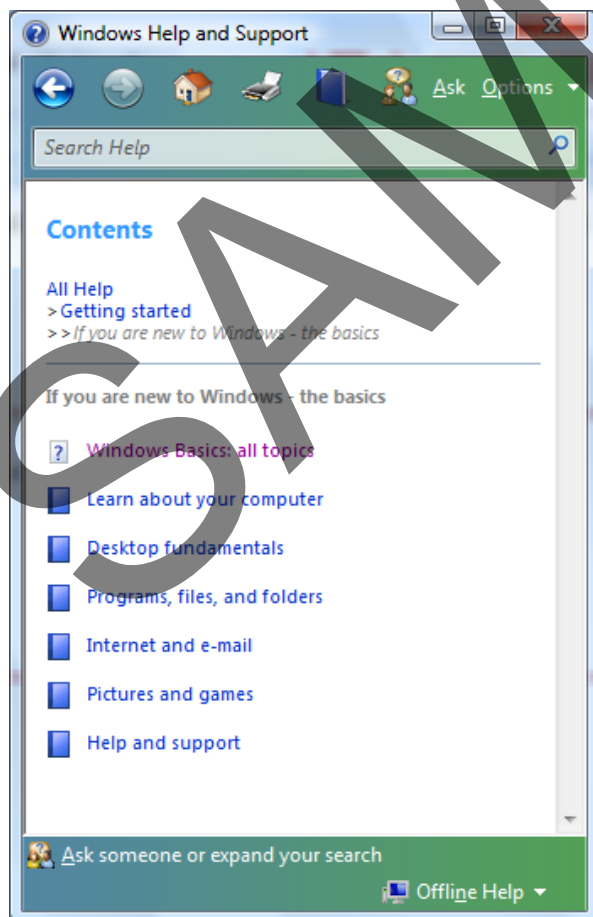 Windows Help and Support
Ask Options
Search Help
Contents
All Help
>Getting started
>>If you are new to Windows - the basics
If you are new to Windows - the basics
Windows Basics: all topics
Learn about your computer
Desktop fundamentals
Programs, files, and folders
Internet and e-mail
Pictures and games
Help and support
Ask someone or expand your search
Offline Help